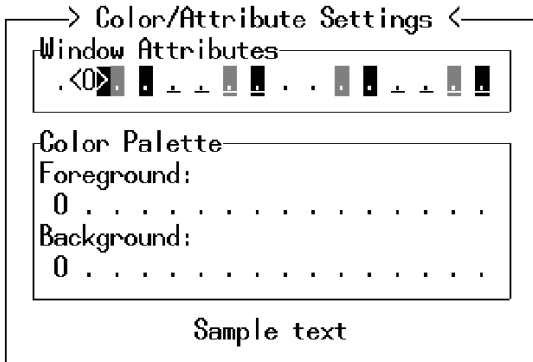 > Color/Attribute Settings <
Window Attributes
. <0> . . . . . . . . . . . . . .
Color Palette
Foreground:
0 . . . . . . . . . . . . . . .
Background:
0 . . . . . . . . . . . . . . .
Sample text